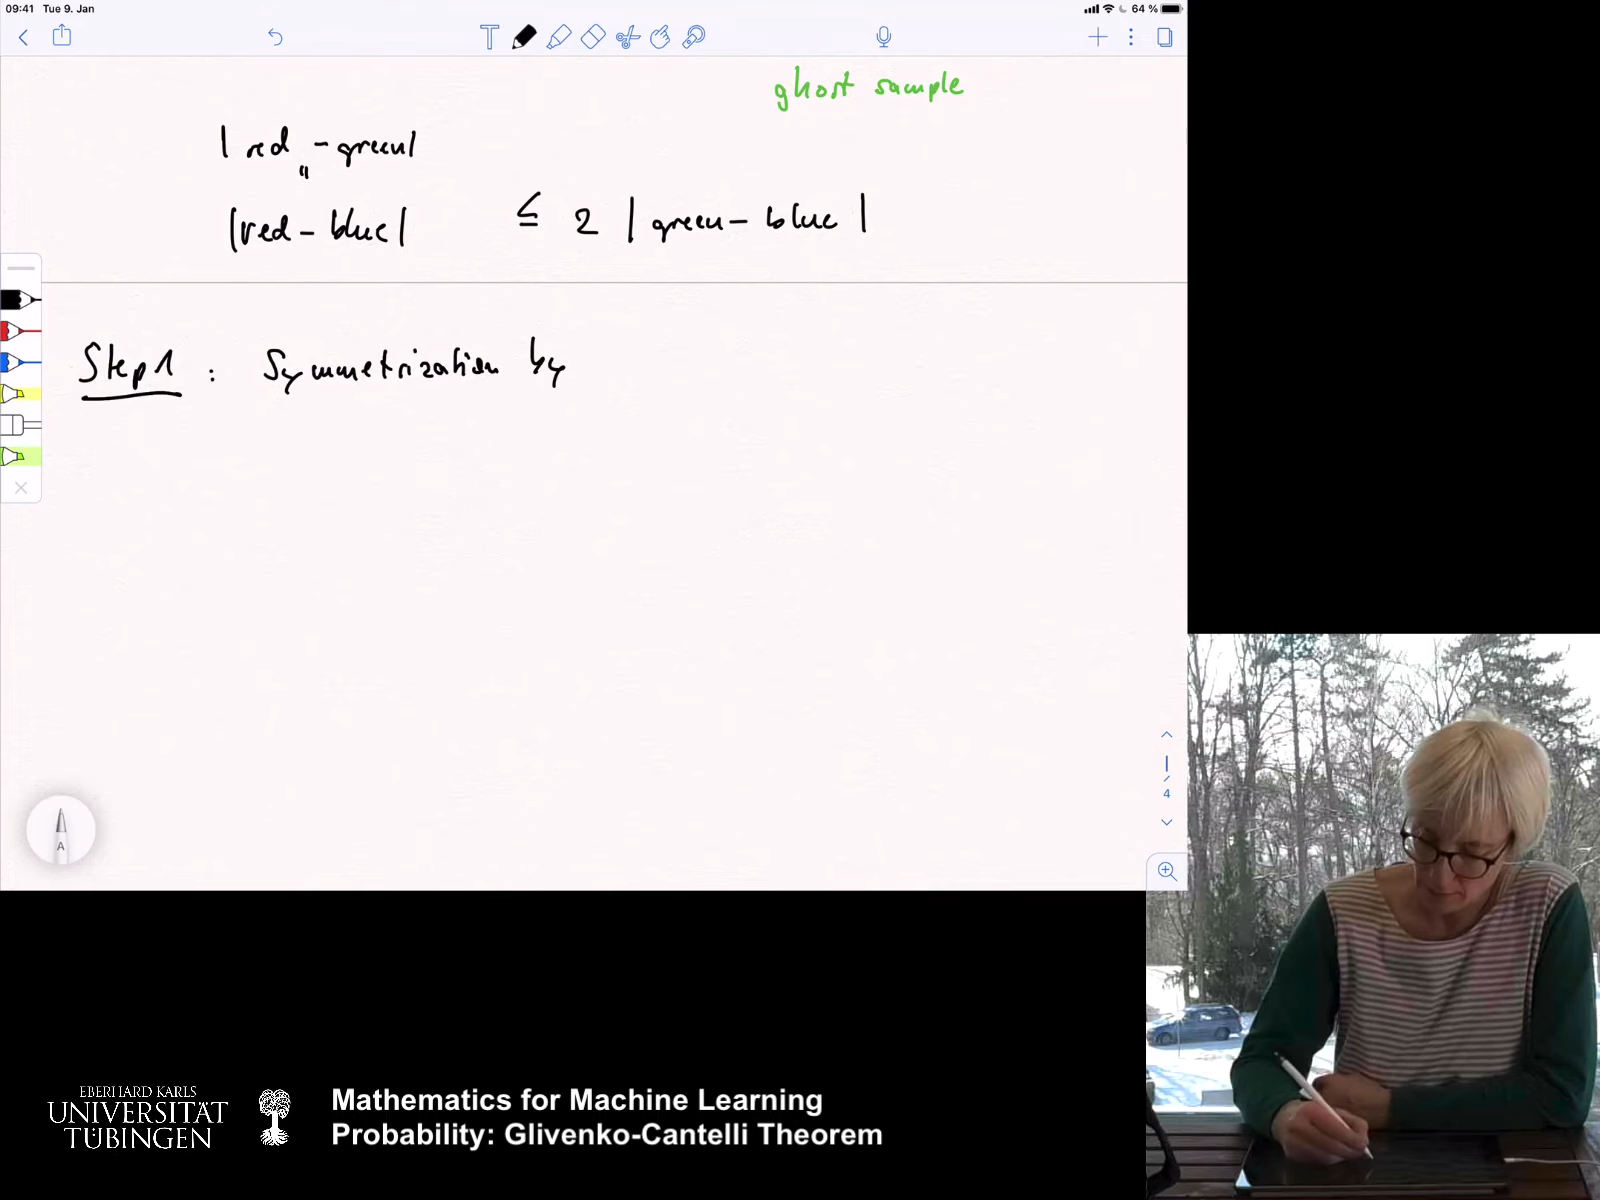 09:41 Tue 9. Jan 64 %
ghost sample
| red - green|
"
|red - blue| ≤ 2 | green - blue |
Step 1 : Symmetrization by
4
A
EBERHARD KARLS
UNIVERSITÄT
TÜBINGEN
Mathematics for Machine Learning
Probability: Glivenko-Cantelli Theorem